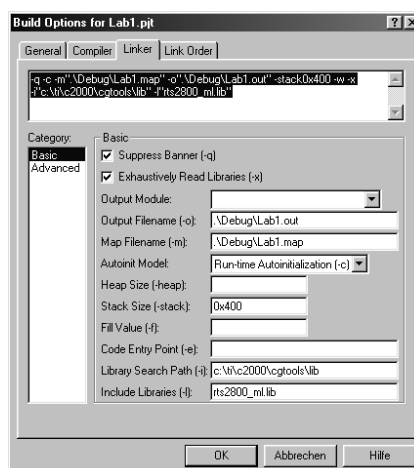 Build Options for Lab1.pjt
General Compiler Linker Link Order
-q -c -m".\Debug\Lab1.map" -o".\Debug\Lab1.out" -stack0x400 -w -x
-i"c:\ti\c2000\cgtools\lib" -l"rts2800_ml.lib"
Category:
Basic
Advanced
Basic
Suppress Banner (-q)
Exhaustively Read Libraries (-x)
Output Module:
Output Filename (-o): .\Debug\Lab1.out
Map Filename (-m): .\Debug\Lab1.map
Autoinit Model: Run-time Autoinitialization (-c)
Heap Size (-heap):
Stack Size (-stack): 0x400
Fill Value (-f):
Code Entry Point (-e):
Library Search Path (-i): c:\ti\c2000\cgtools\lib
Include Libraries (-l): rts2800_ml.lib
OK Abbrechen Hilfe